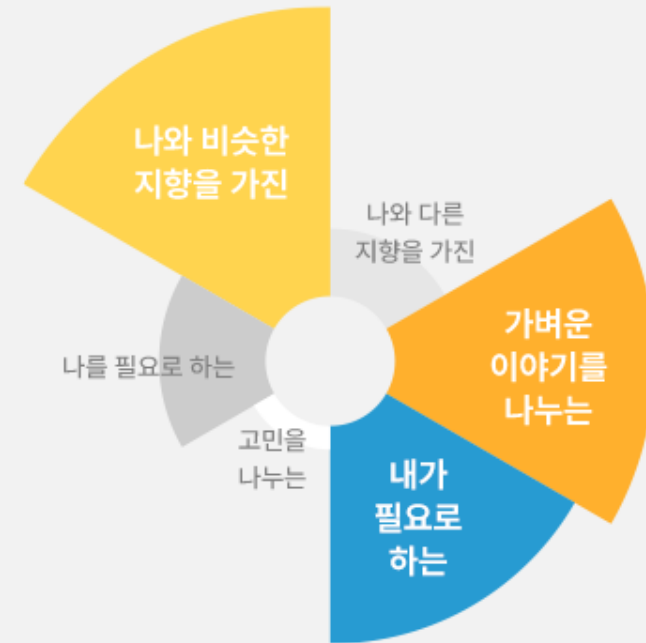 나와 비슷한
지향을 가진
나와 다른
지향을 가진
가벼운
이야기를
나누는
나를 필요로 하는
고민을
나누는
내가
필요로
하는